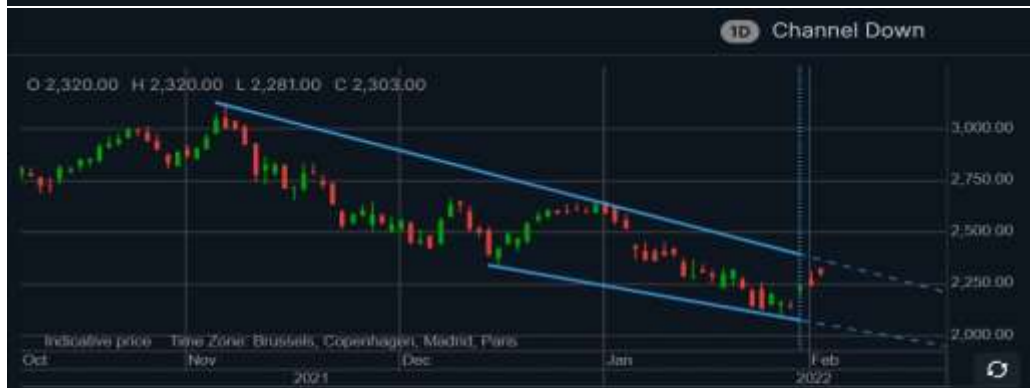 1D Channel Down
O 2,320.00 H 2,320.00 L 2,281.00 C 2,303.00
3,000.00
2,750.00
2,500.00
2,250.00
2,000.00
Indicative price Time Zone: Brussels, Copenhagen, Madrid, Paris
Oct Nov Dec Jan Feb
2021 2022